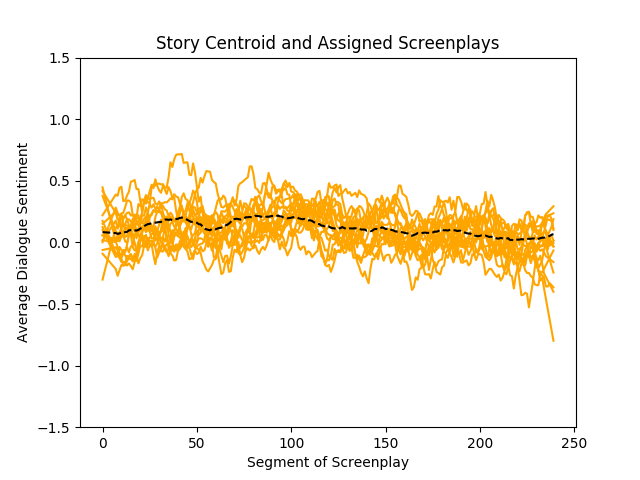 Story Centroid and Assigned Screenplays
1.5
1.0
0.5
0.0
−0.5
−1.0
−1.5
Average Dialogue Sentiment
0 50 100 150 200 250
Segment of Screenplay